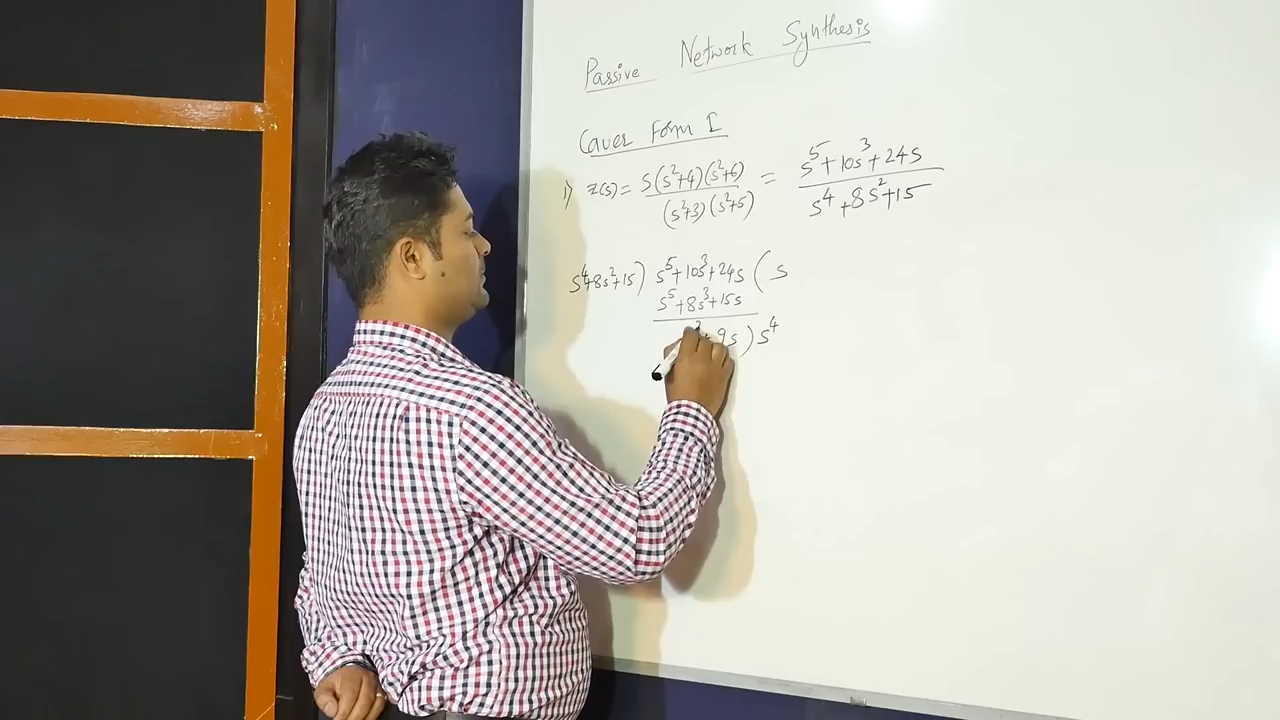 Passive Network Synthesis
Cauer Form I
1) Z(s) = s(s²+4)(s²+6) / (s²+3)(s²+5) = s⁵+10s³+24s / s⁴+8s²+15
s⁴+8s²+15) s⁵+10s³+24s (s
s⁵+8s³+15s
9s) s⁴